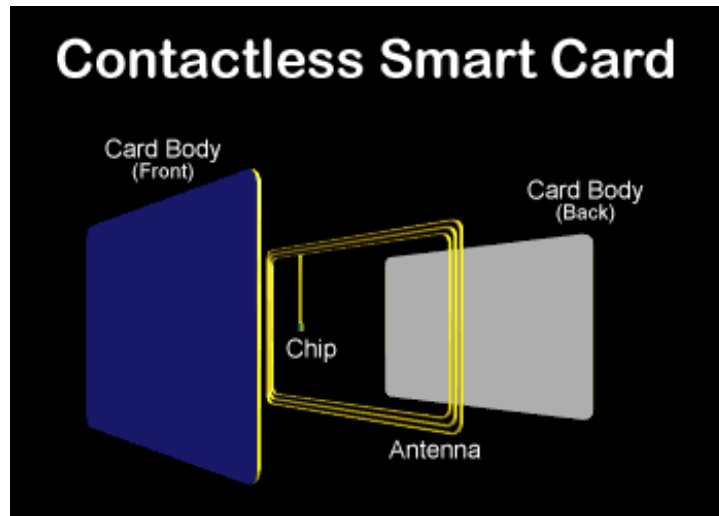 Contactless Smart Card
Card Body
(Front)
Card Body
(Back)
Chip
Antenna